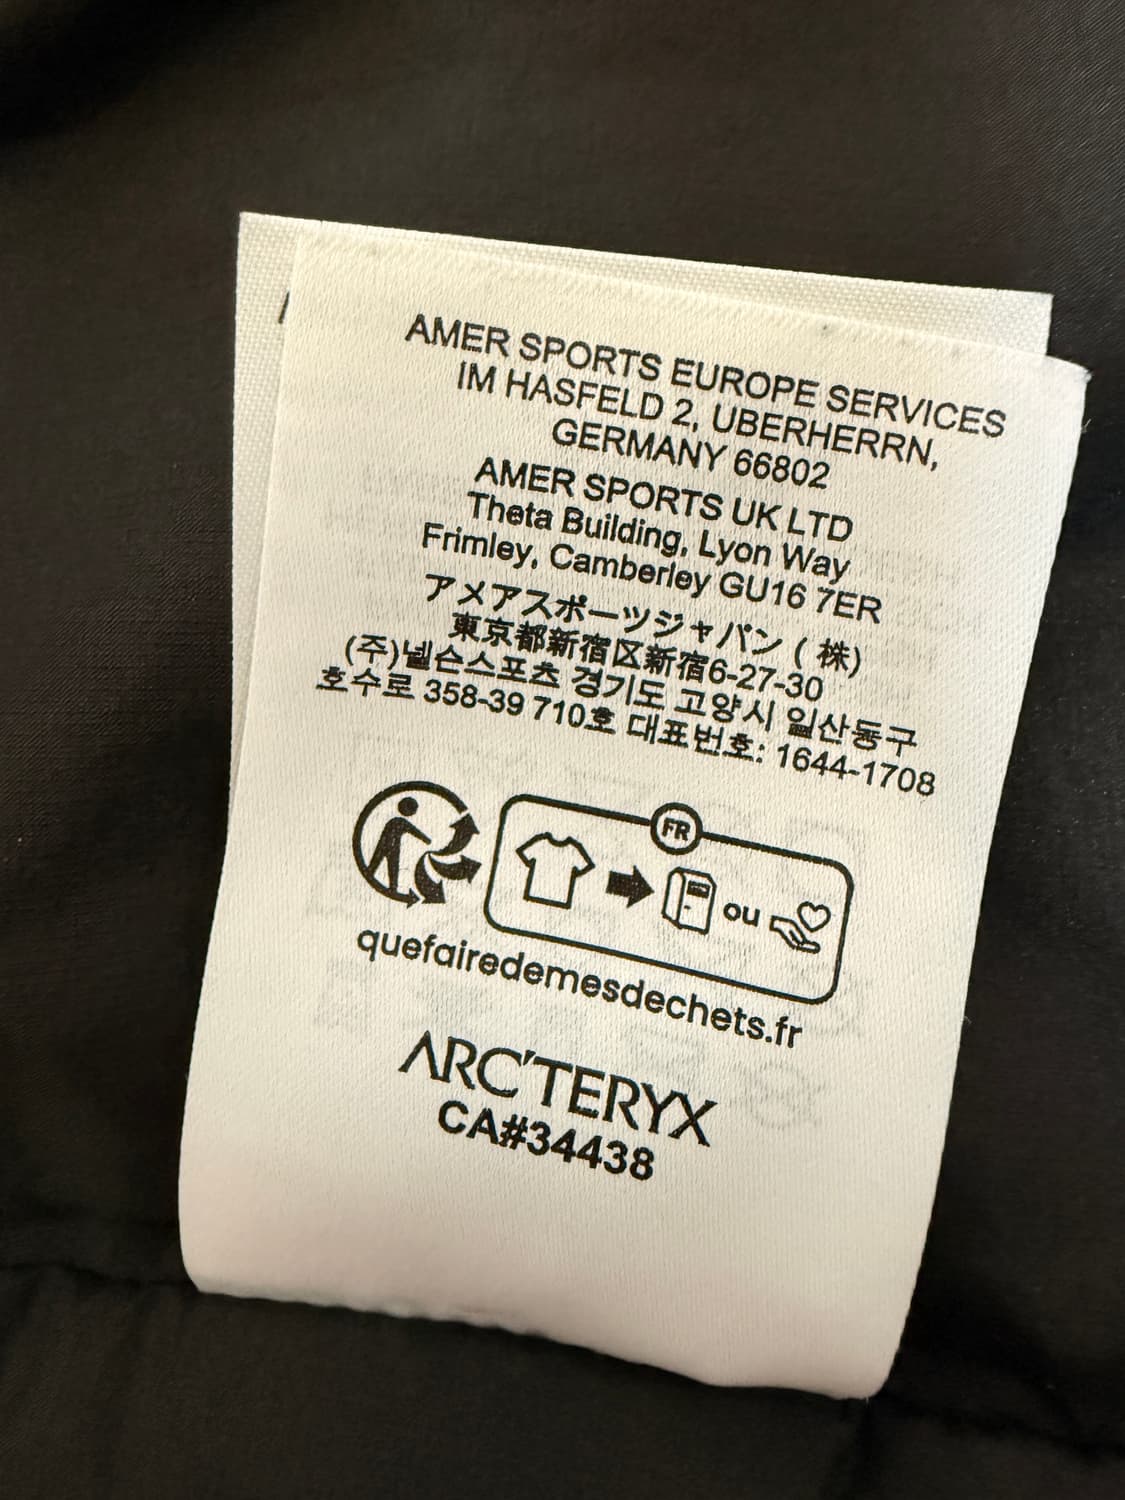 AMER SPORTS EUROPE SERVICES
IM HASFELD 2, UBERHERRN,
GERMANY 66802
AMER SPORTS UK LTD
Theta Building, Lyon Way
Frimley, Camberley GU16 7ER
アメアスポーツジャパン ( 株)
東京都新宿区新宿6-27-30
(주)넬슨스포츠 경기도 고양시 일산동구
호수로 358-39 710호 대표번호: 1644-1708
FR
ou
quefairedemesdechets.fr
ARC'TERYX
CA#34438